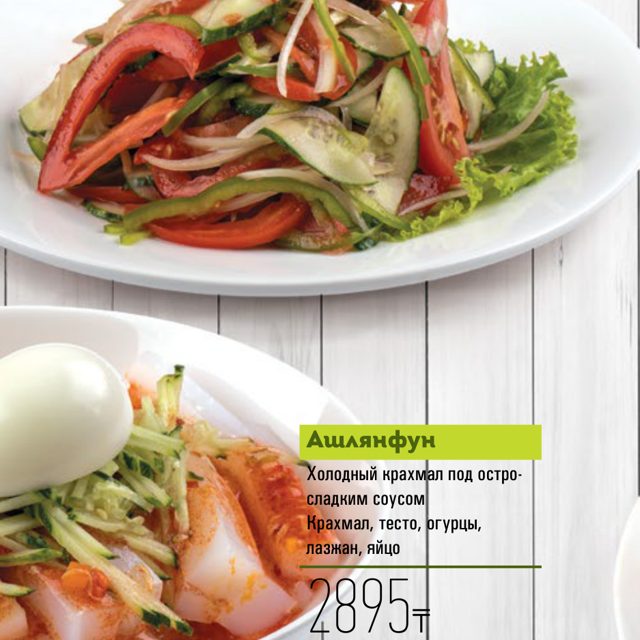 Ашлянфун
Холодный крахмал под остро-
сладким соусом
Крахмал, тесто, огурцы,
лазжан, яйцо
2895₸